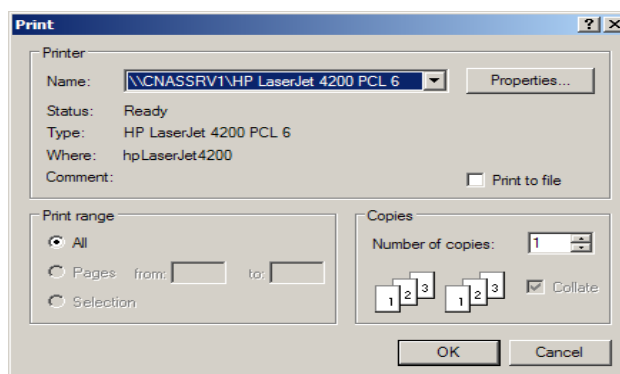 Print
Printer
Name: \\CNASSRV1\HP LaserJet 4200 PCL 6 Properties...
Status: Ready
Type: HP LaserJet 4200 PCL 6
Where: hpLaserJet4200
Comment: Print to file
Print range
All
Pages from: to:
Selection
Copies
Number of copies: 1
1 2 3 1 2 3 Collate
OK Cancel